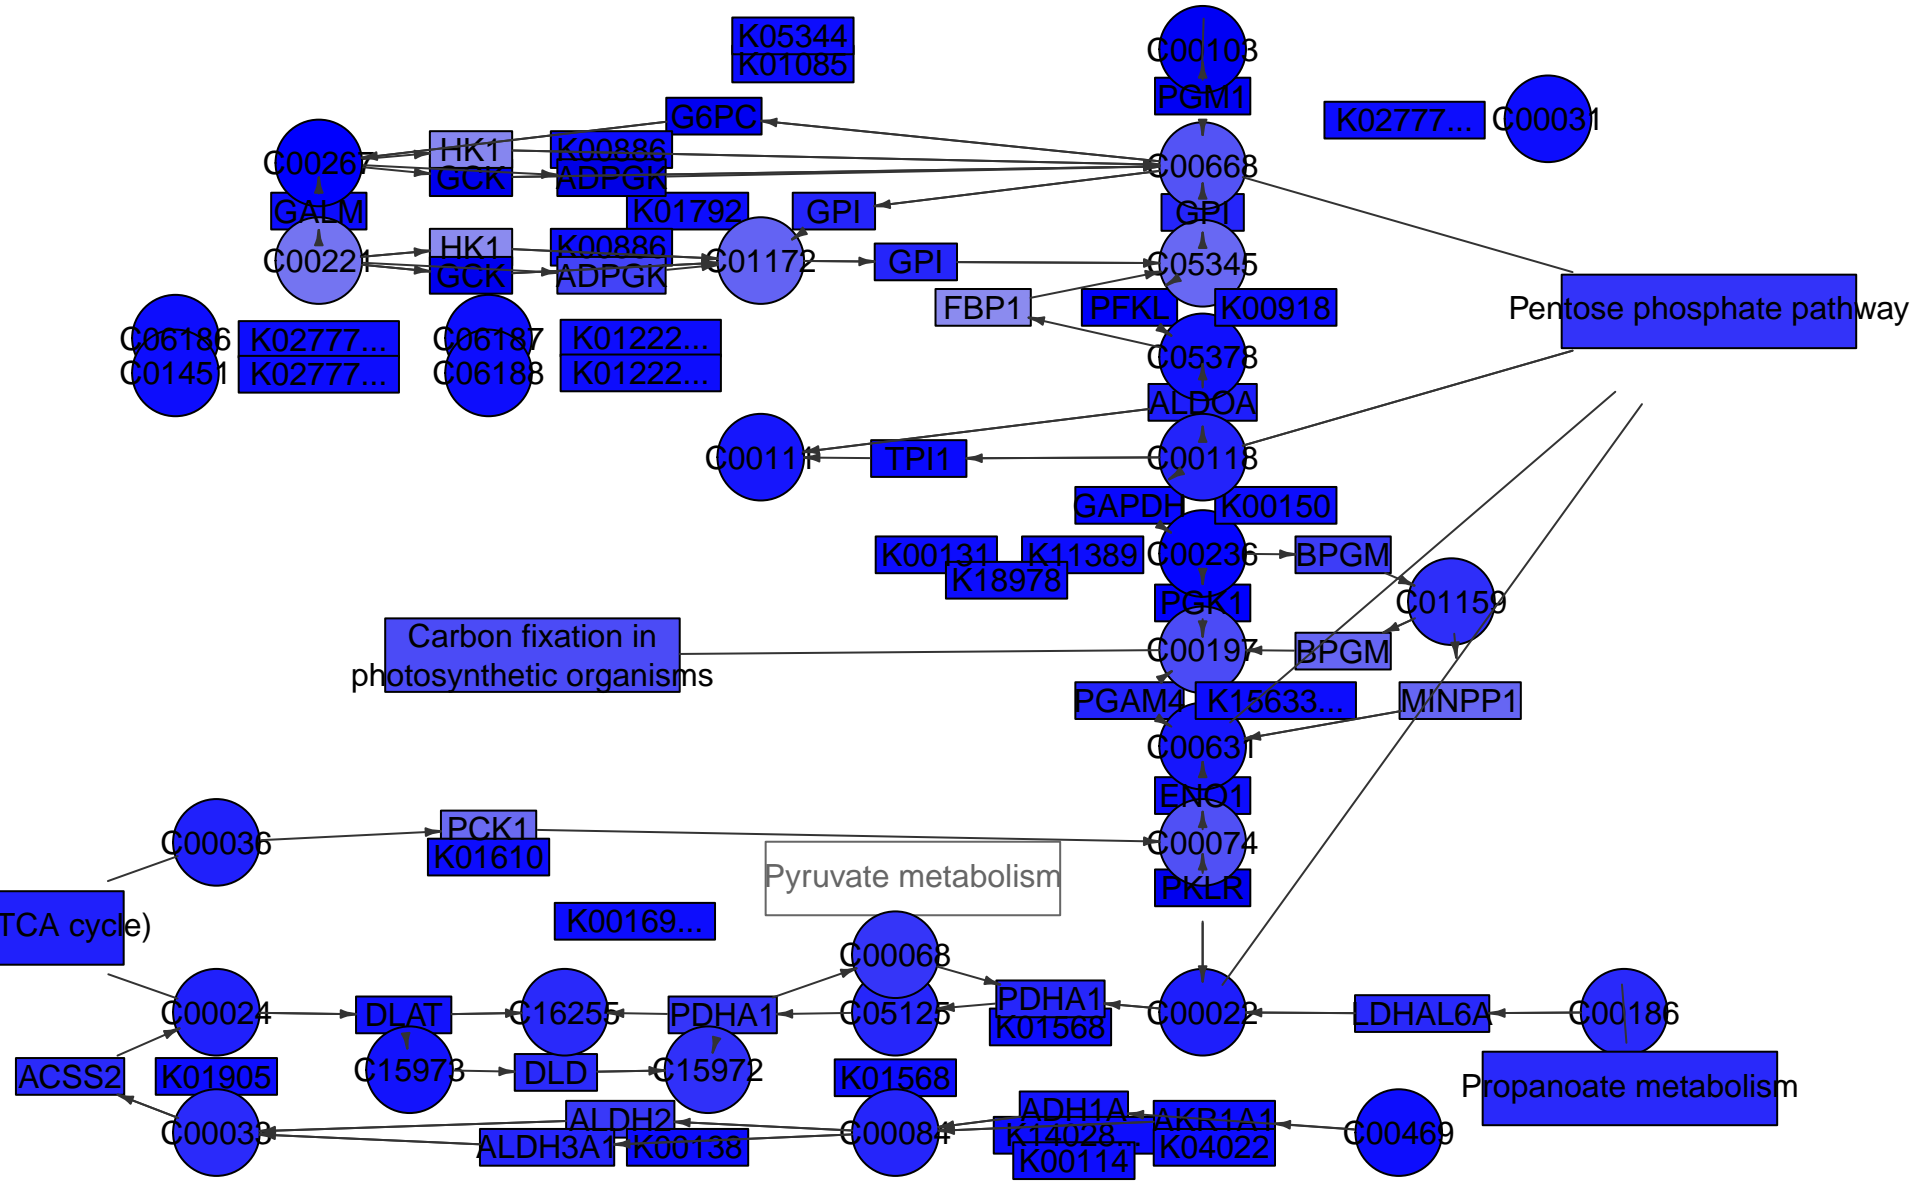 K05344
K01085
C00103
PGM1
K02777...
C00031
G6PC
C00267
HK1
K00886
GCK
ADPGK
C00668
GALM
K01792
GPI
GPI
C00221
HK1
K00886
GCK
ADPGK
C01172
GPI
C05345
FBP1
PFKL
K00918
Pentose phosphate pathway
C06186
K02777...
C06187
K01222...
C05378
C01451
K02777...
C06188
K01222...
ALDOA
C00111
TPI1
C00118
GAPDH
K00150
K00131
K11389
C00236
BPGM
K18978
PGK1
C01159
Carbon fixation in
photosynthetic organisms
C00197
BPGM
PGAM4
K15633...
MINPP1
C00631
ENO1
C00036
PCK1
K01610
C00074
Pyruvate metabolism
PKLR
TCA cycle)
K00169...
C00068
C00024
DLAT
C16255
PDHA1
C05125
PDHA1
K01568
C00022
LDHAL6A
C00186
ACSS2
K01905
C15973
DLD
C15972
K01568
Propanoate metabolism
C00033
ALDH2
ALDH3A1
K00138
C00084
ADH1A
K14028...
K00114
AKR1A1
K04022
C00469